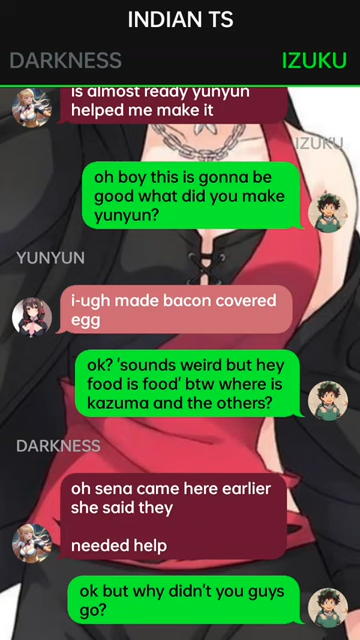 INDIAN TS
DARKNESS
IZUKU
is almost ready yunyun
helped me make it
IZUKU
oh boy this is gonna be
good what did you make
yunyun?
YUNYUN
i-ugh made bacon covered
egg
ok? 'sounds weird but hey
food is food' btw where is
kazuma and the others?
DARKNESS
oh sena came here earlier
she said they
needed help
ok but why didn't you guys
go?